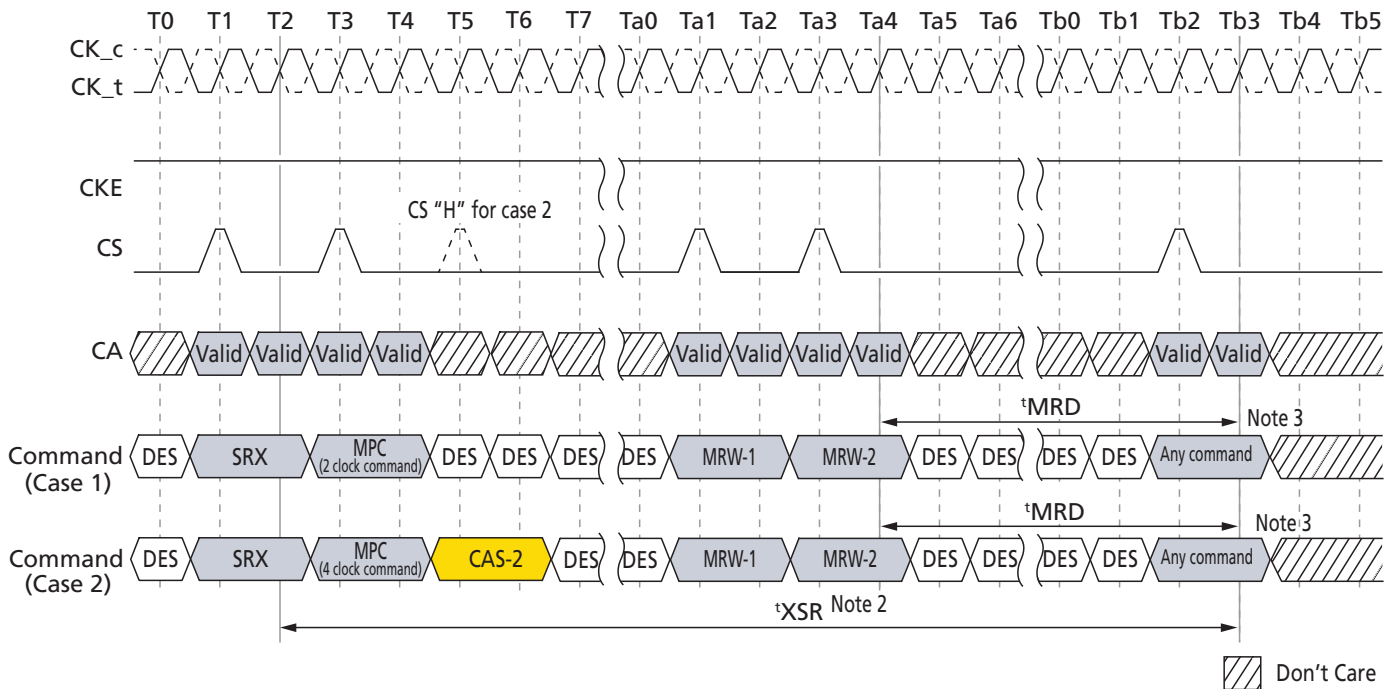 T0 T1 T2 T3 T4 T5 T6 T7 Ta0 Ta1 Ta2 Ta3 Ta4 Ta5 Ta6 Tb0 Tb1 Tb2 Tb3 Tb4 Tb5
CK_c
CK_t
CKE
CS "H" for case 2
CS
CA Valid Valid Valid Valid Valid Valid Valid Valid Valid Valid
tMRD Note 3
Command (Case 1) DES SRX MPC (2 clock command) DES DES DES DES MRW-1 MRW-2 DES DES DES DES Any command
tMRD Note 3
Command (Case 2) DES SRX MPC (4 clock command) CAS-2 DES DES MRW-1 MRW-2 DES DES DES DES Any command
tXSR Note 2
Don't Care